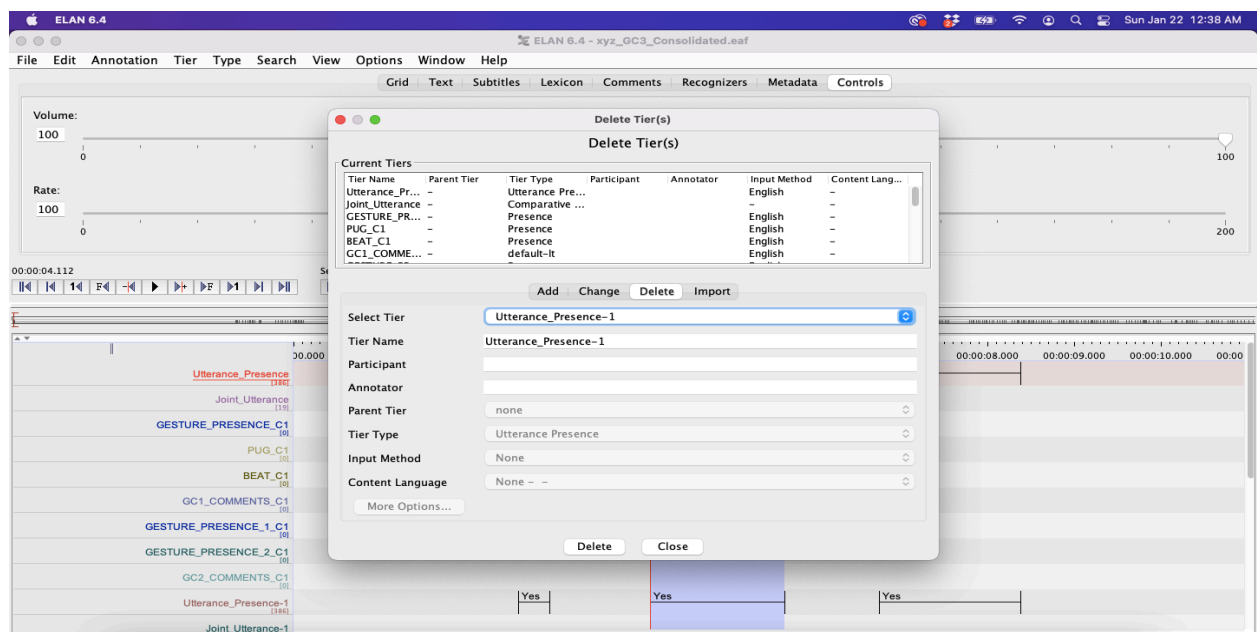 ELAN 6.4 Sun Jan 22 12:38 AM
ELAN 6.4 - xyz_GC3_Consolidated.eaf
File Edit Annotation Tier Type Search View Options Window Help
Grid Text Subtitles Lexicon Comments Recognizers Metadata Controls
Volume:
100
0 100
Rate:
100
0 200
00:00:04.112
Delete Tier(s)
Delete Tier(s)
Current Tiers
Tier Name Parent Tier Tier Type Participant Annotator Input Method Content Lang...
Utterance_Pr... – Utterance Pre... English –
Joint_Utterance – Comparative ... – –
GESTURE_PR... – Presence English –
PUG_C1 – Presence English –
BEAT_C1 – Presence English –
GC1_COMME... – default-lt English –
Add Change Delete Import
Select Tier Utterance_Presence-1
Tier Name Utterance_Presence-1
Participant
Annotator
Parent Tier none
Tier Type Utterance Presence
Input Method None
Content Language None – –
More Options...
Delete Close
00.000 00:00:08.000 00:00:09.000 00:00:10.000 00:00
Utterance_Presence
[386]
Joint_Utterance
[19]
GESTURE_PRESENCE_C1
[0]
PUG_C1
[0]
BEAT_C1
[0]
GC1_COMMENTS_C1
[0]
GESTURE_PRESENCE_1_C1
[0]
GESTURE_PRESENCE_2_C1
[0]
GC2_COMMENTS_C1
[0]
Utterance_Presence-1 Yes Yes Yes
[386]
Joint_Utterance-1